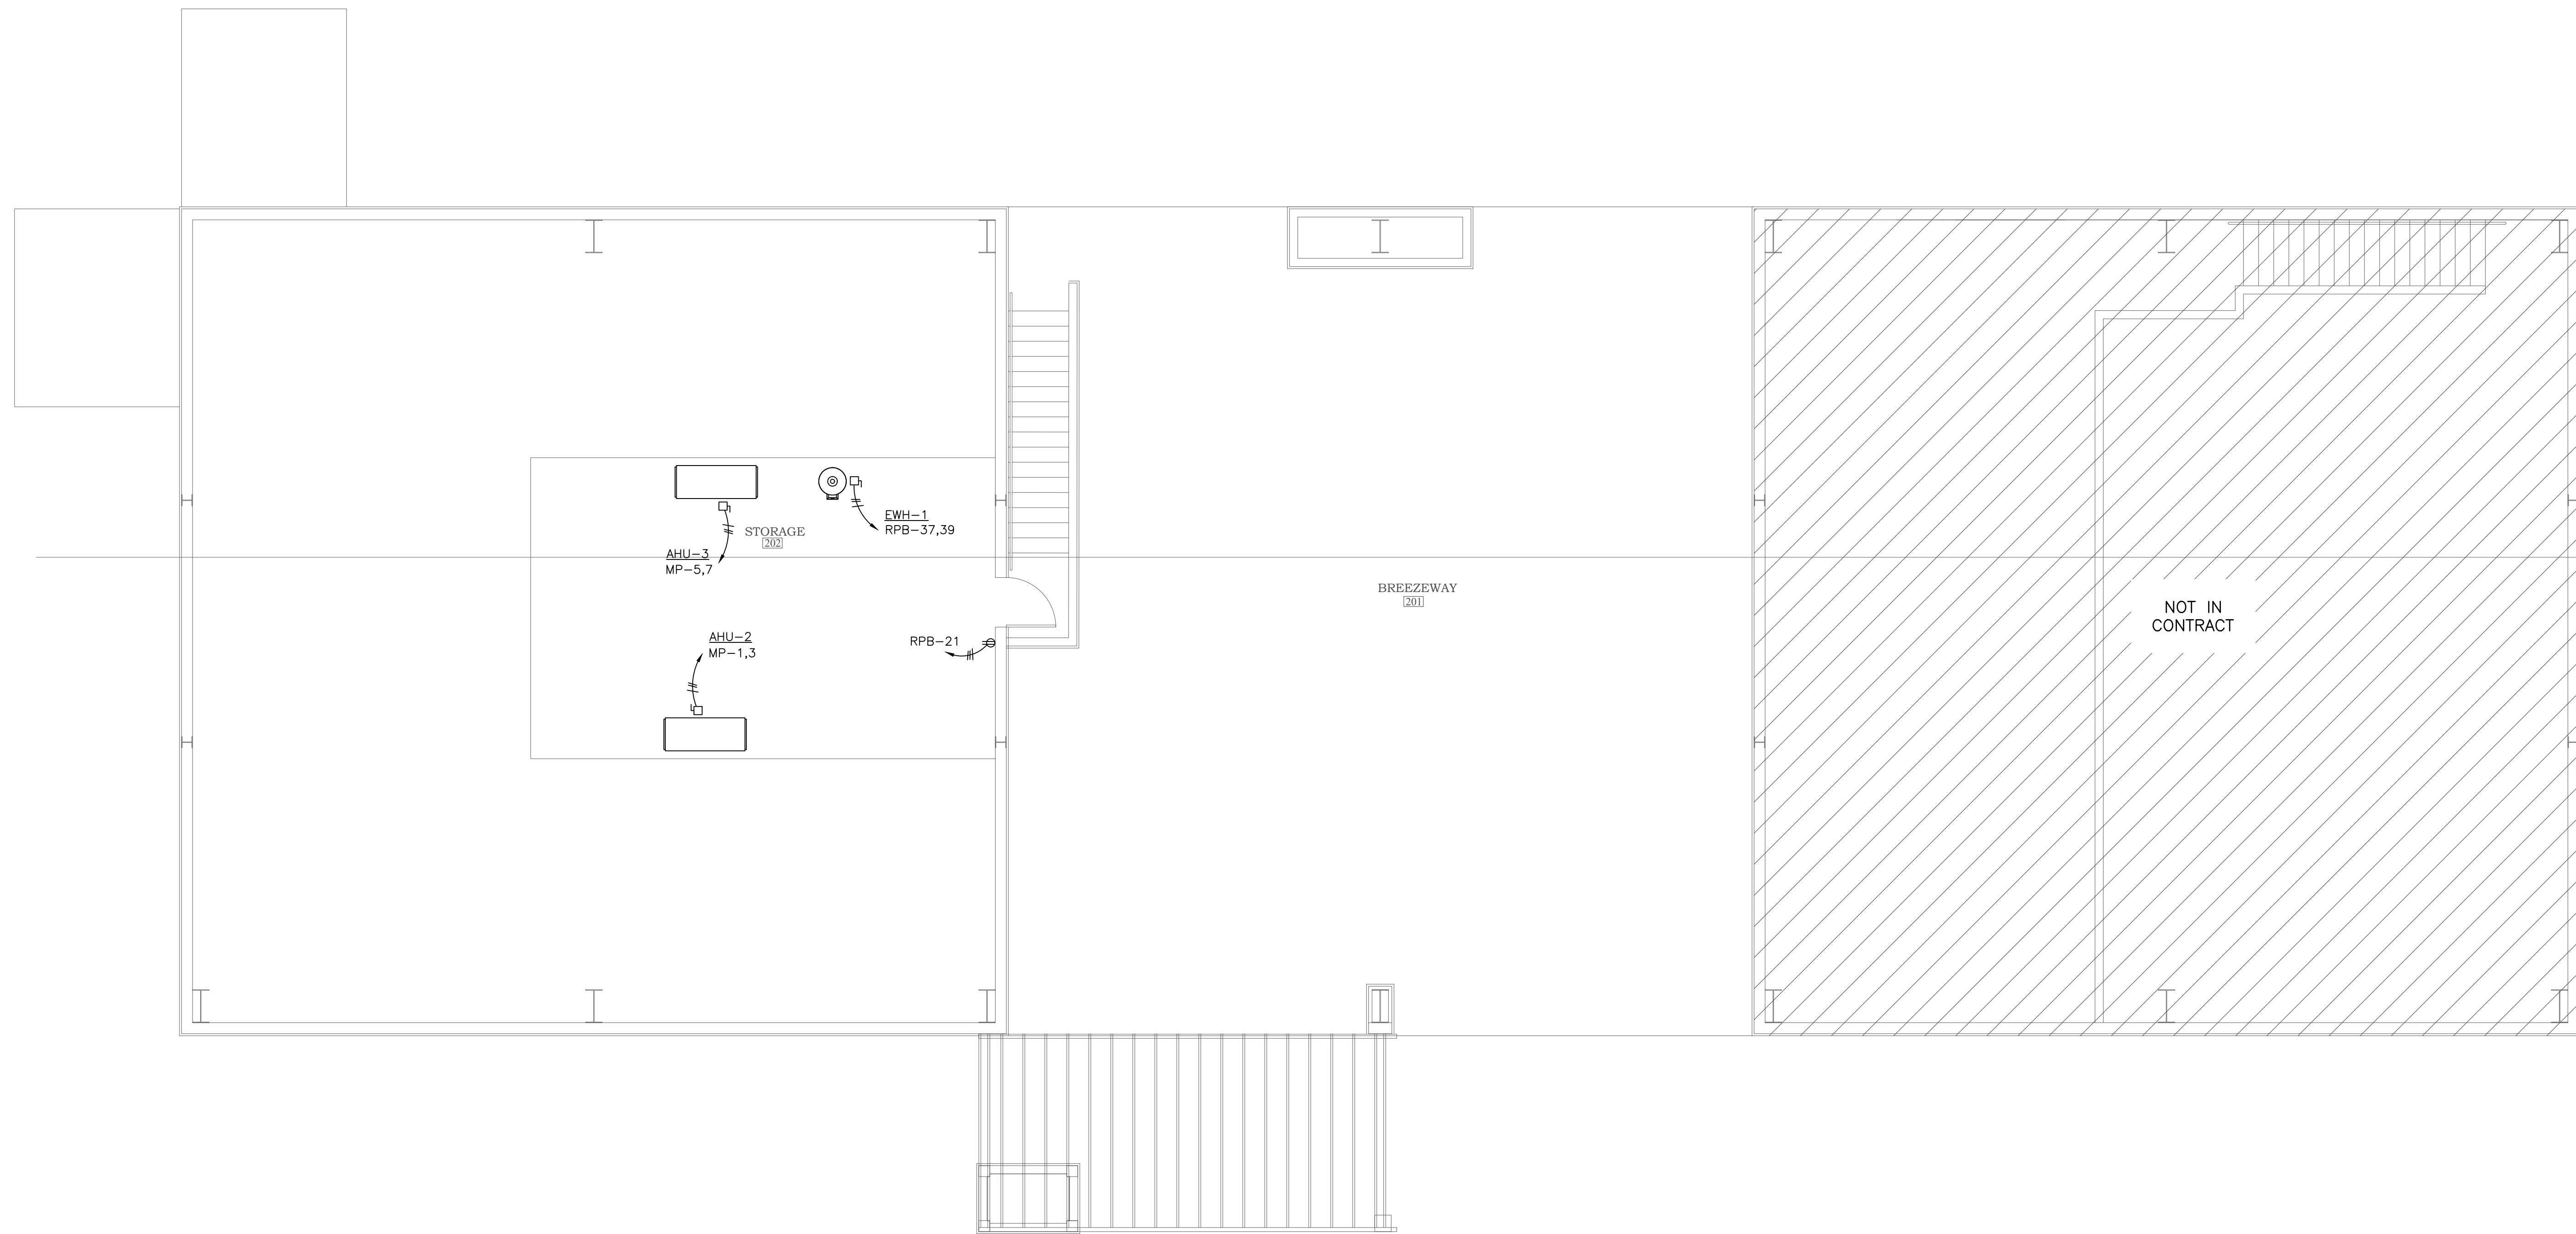 EWH-1
RPB-37,39
STORAGE
202
AHU-3
MP-5,7
BREEZEWAY
201
NOT IN
CONTRACT
AHU-2
MP-1,3
RPB-21